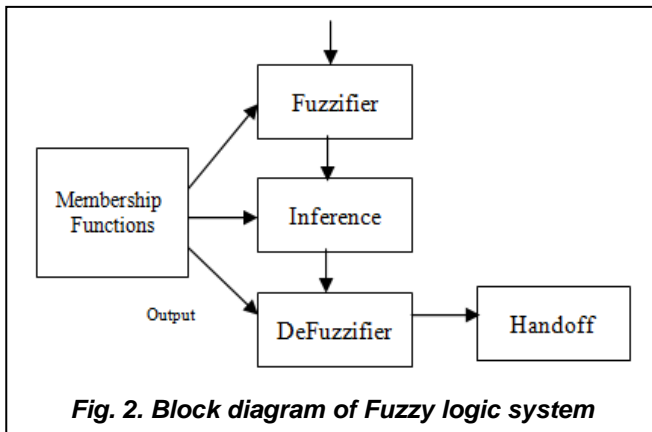 Fuzzifier
Membership
Functions
Inference
Output
DeFuzzifier
Handoff
Fig. 2. Block diagram of Fuzzy logic system